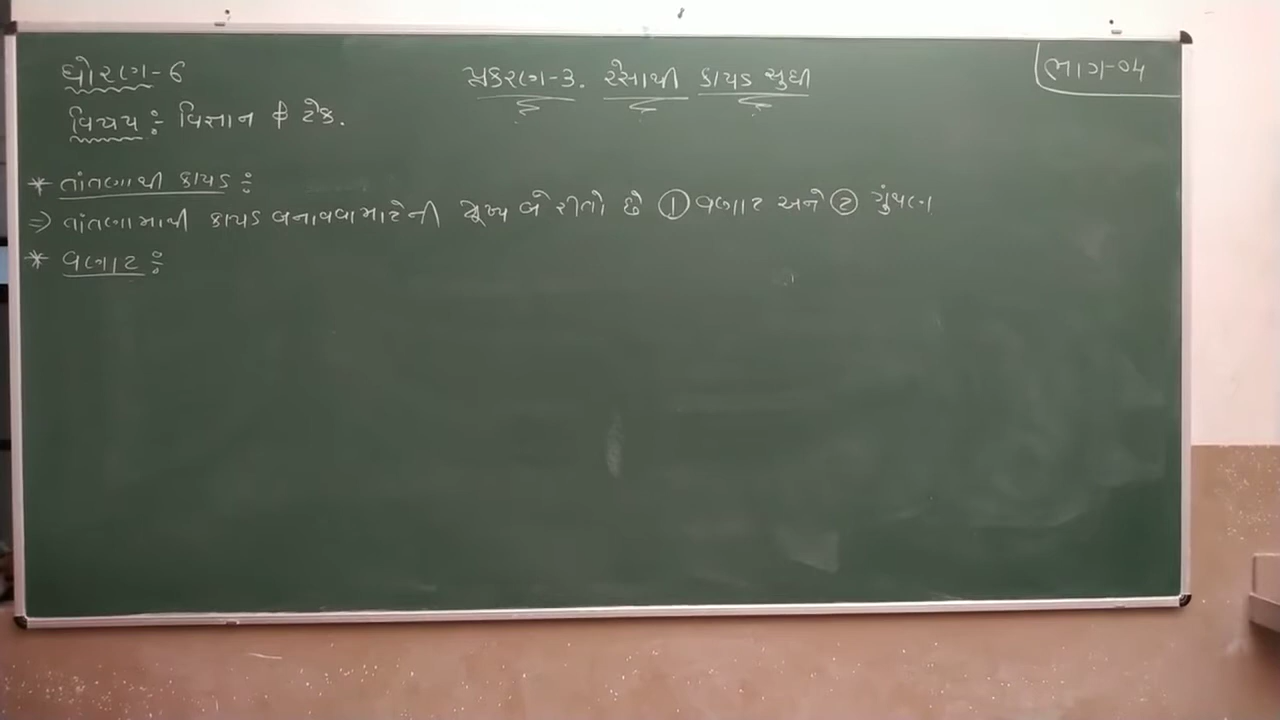 ધોરણ-6
પ્રકરણ-3. રેસાથી કાપડ સુધી
ભાગ-04
વિષય : વિજ્ઞાન & ટેક.
* તાંતણાથી કાપડ :
⇒ તાંતણામાંથી કાપડ બનાવવા માટેની મુખ્ય બે રીતો છે ① વણાટ અને ② ગુંથણ
* વણાટ :